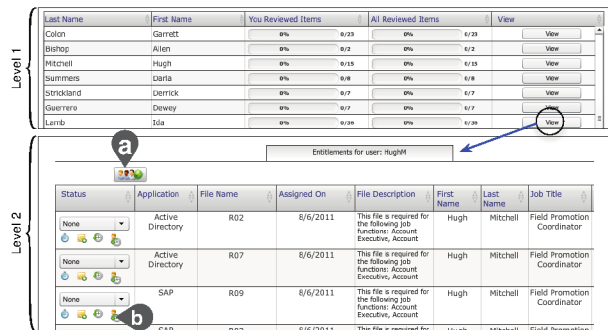 Level 1
Last Name First Name You Reviewed Items All Reviewed Items View
Colon Garrett 0% 0/23 0% 0/23 View
Bishop Allen 0% 0/2 0% 0/2 View
Mitchell Hugh 0% 0/15 0% 0/15 View
Summers Darla 0% 0/8 0% 0/8 View
Strickland Derrick 0% 0/7 0% 0/7 View
Guerrero Dewey 0% 0/7 0% 0/7 View
Lamb Ida 0% 0/39 0% 0/39 View
Level 2
a
Entitlements for user: HughM
Status Application File Name Assigned On File Description First Name Last Name Job Title
None Active Directory R02 8/6/2011 This file is required for the following job functions: Account Executive, Account Hugh Mitchell Field Promotion Coordinator
None Active Directory R07 8/6/2011 This file is required for the following job functions: Account Executive, Account Hugh Mitchell Field Promotion Coordinator
None SAP R09 8/6/2011 This file is required for the following job functions: Account Executive, Account Hugh Mitchell Field Promotion Coordinator
b